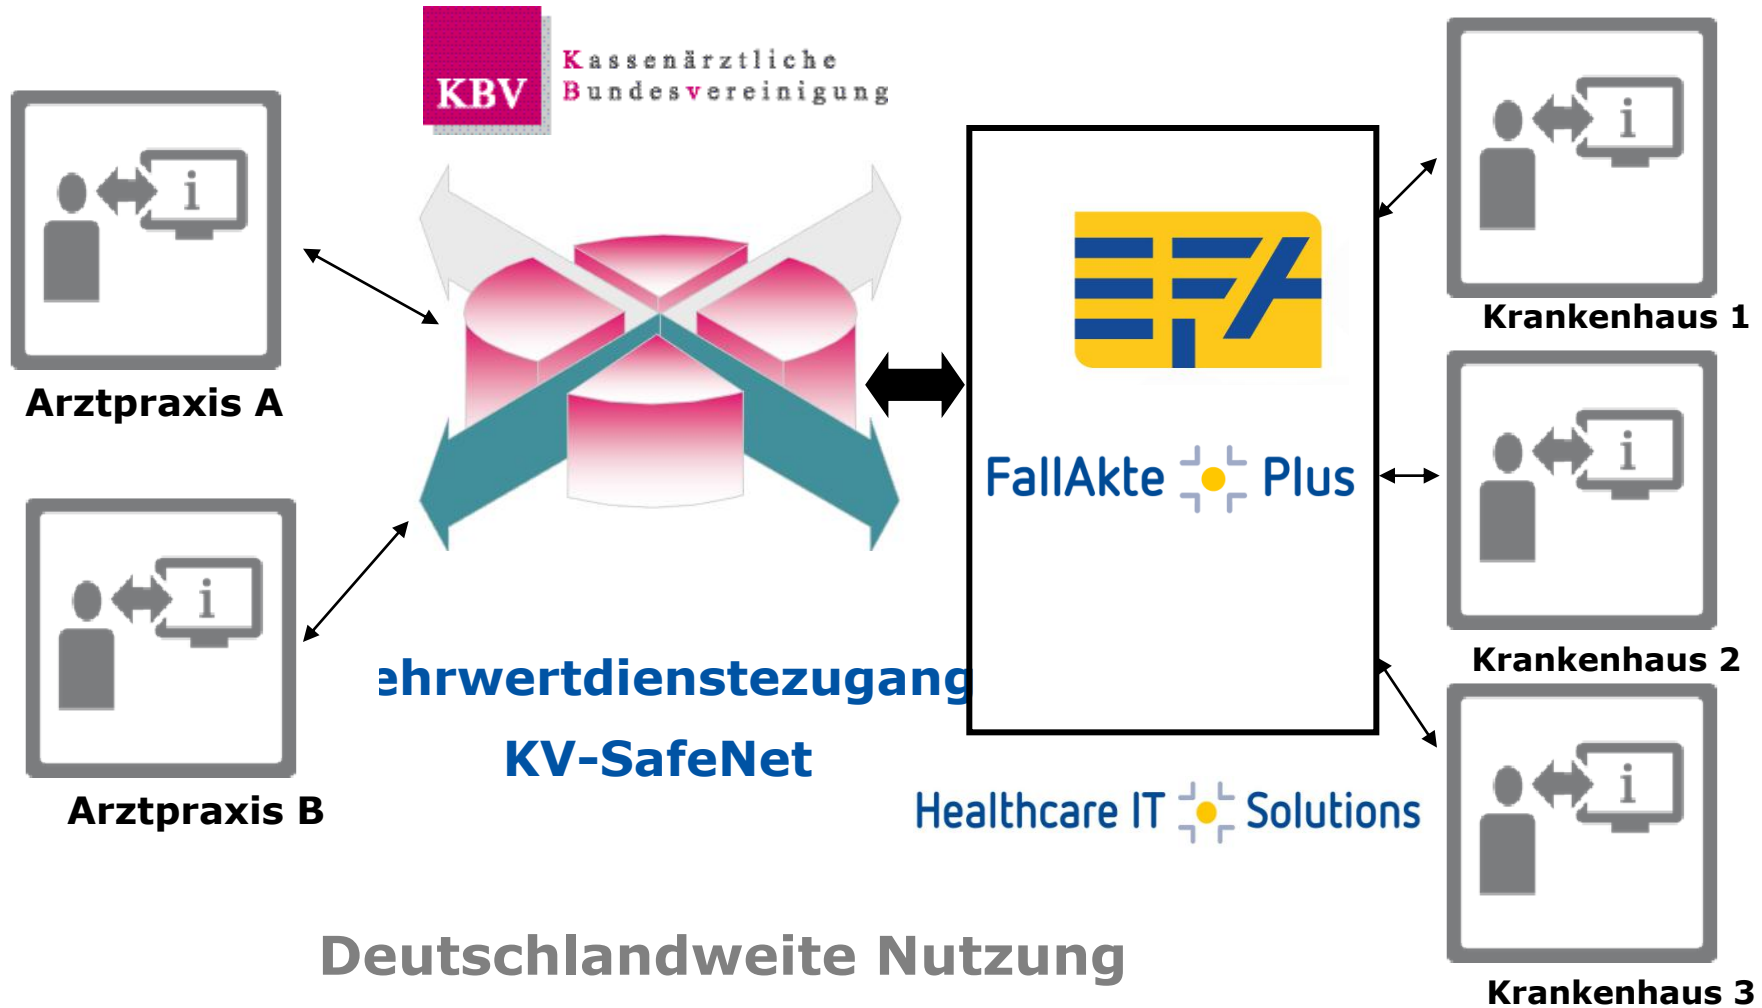 KBV
Kassenärztliche
Bundesvereinigung
i
Arztpraxis A
i
Arztpraxis B
ehrwertdienstezugang
KV-SafeNet
EFA
FallAkte Plus
Healthcare IT Solutions
i
Krankenhaus 1
i
Krankenhaus 2
i
Krankenhaus 3
Deutschlandweite Nutzung